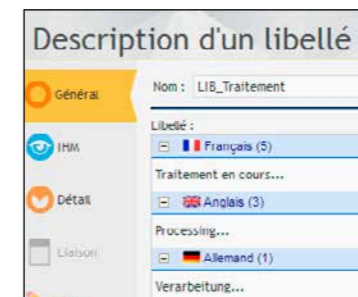 Description d'un libellé
Général
Nom : LIB_Traitement
Libellé :
IHM
Français (5)
Traitement en cours...
Détail
Anglais (3)
Processing...
Liaison
Allemand (1)
Verarbeitung...